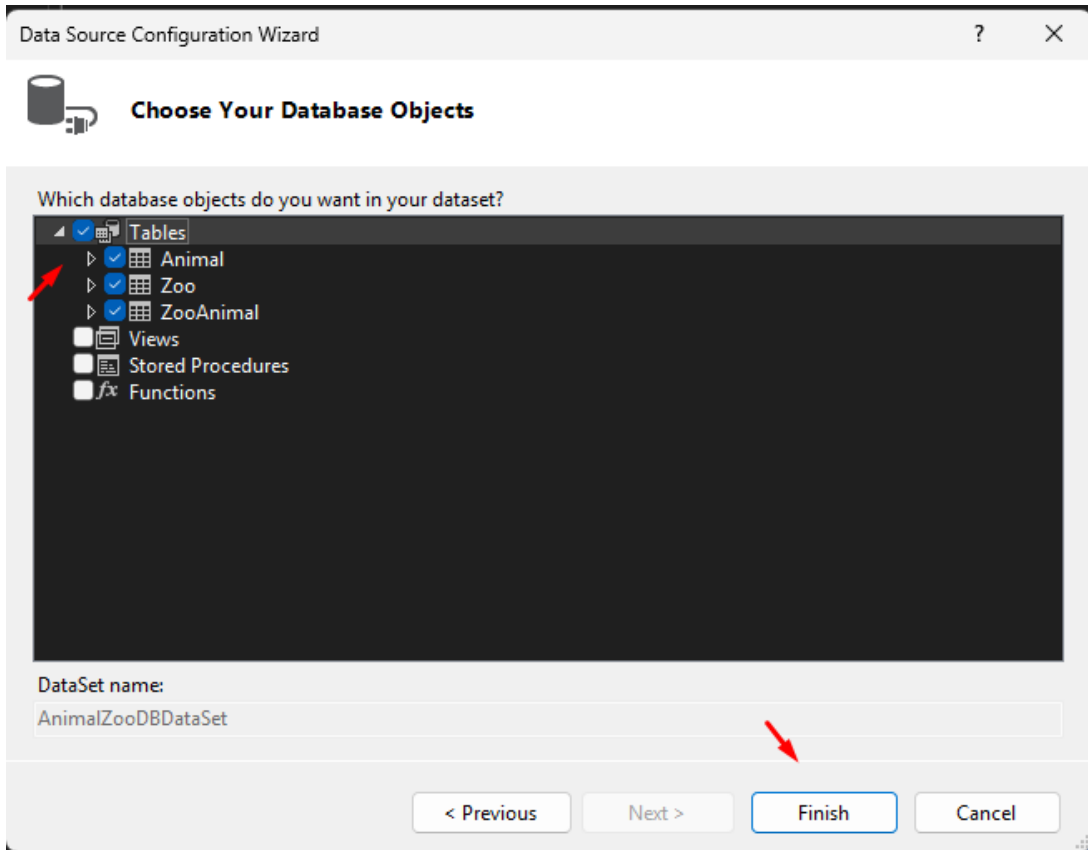 Data Source Configuration Wizard ? ×
Choose Your Database Objects
Which database objects do you want in your dataset?
Tables
Animal
Zoo
ZooAnimal
Views
Stored Procedures
fx Functions
DataSet name:
AnimalZooDBDataSet
< Previous Next > Finish Cancel